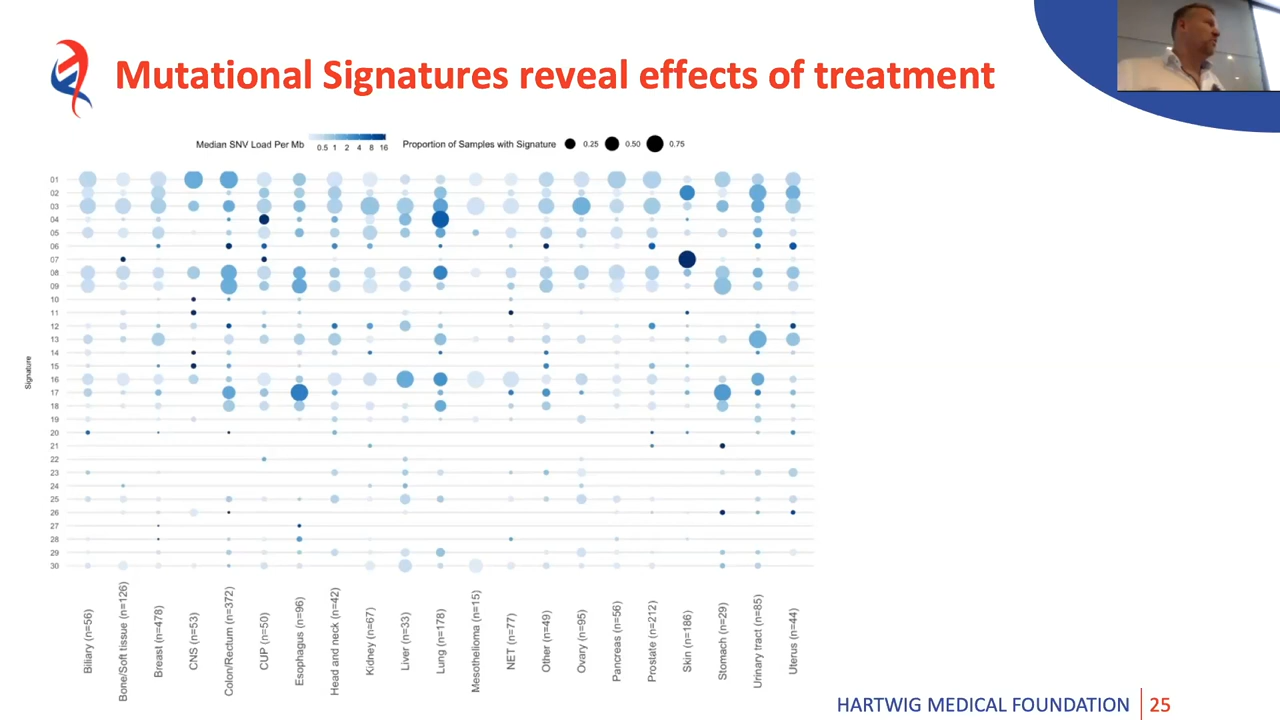 Mutational Signatures reveal effects of treatment
Median SNV Load Per Mb
0.5 1 2 4 8 16
Proportion of Samples with Signature
0.25
0.50
0.75
Signature
01
02
03
04
05
06
07
08
09
10
11
12
13
14
15
16
17
18
19
20
21
22
23
24
25
26
27
28
29
30
Biliary (n=56)
Bone/Soft tissue (n=126)
Breast (n=478)
CNS (n=53)
Colon/Rectum (n=372)
CUP (n=50)
Esophagus (n=96)
Head and neck (n=42)
Kidney (n=67)
Liver (n=33)
Lung (n=178)
Mesothelioma (n=15)
NET (n=77)
Other (n=49)
Ovary (n=95)
Pancreas (n=56)
Prostate (n=212)
Skin (n=186)
Stomach (n=29)
Urinary tract (n=85)
Uterus (n=44)
HARTWIG MEDICAL FOUNDATION
25